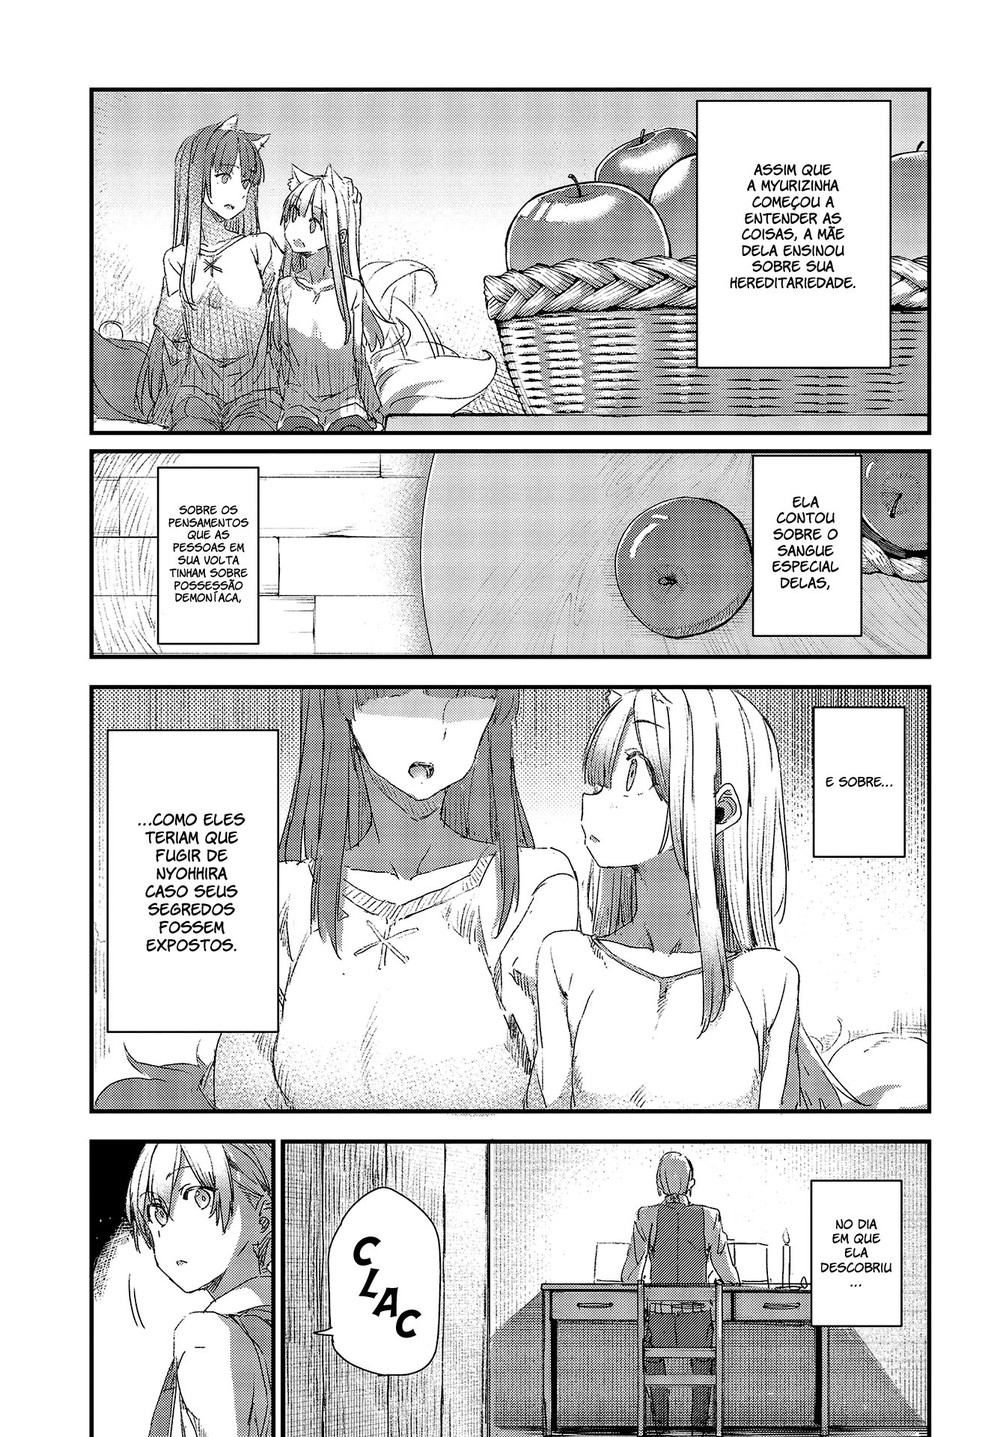 ASSIM QUE
A MYURIZINHA
COMEÇOU A
ENTENDER AS
COISAS, A MÃE
DELA ENSINOU
SOBRE SUA
HEREDITARIEDADE.
ELA
CONTOU
SOBRE O
SANGUE
ESPECIAL
DELAS,
SOBRE OS
PENSAMENTOS
QUE AS
PESSOAS EM
SUA VOLTA
TINHAM SOBRE
POSSESSÃO
DEMONÍACA,
E SOBRE...
...COMO ELES
TERIAM QUE
FUGIR DE
NYOHHIRA
CASO SEUS
SEGREDOS
FOSSEM
EXPOSTOS.
NO DIA
EM QUE
ELA
DESCOBRIU
...
CLAC